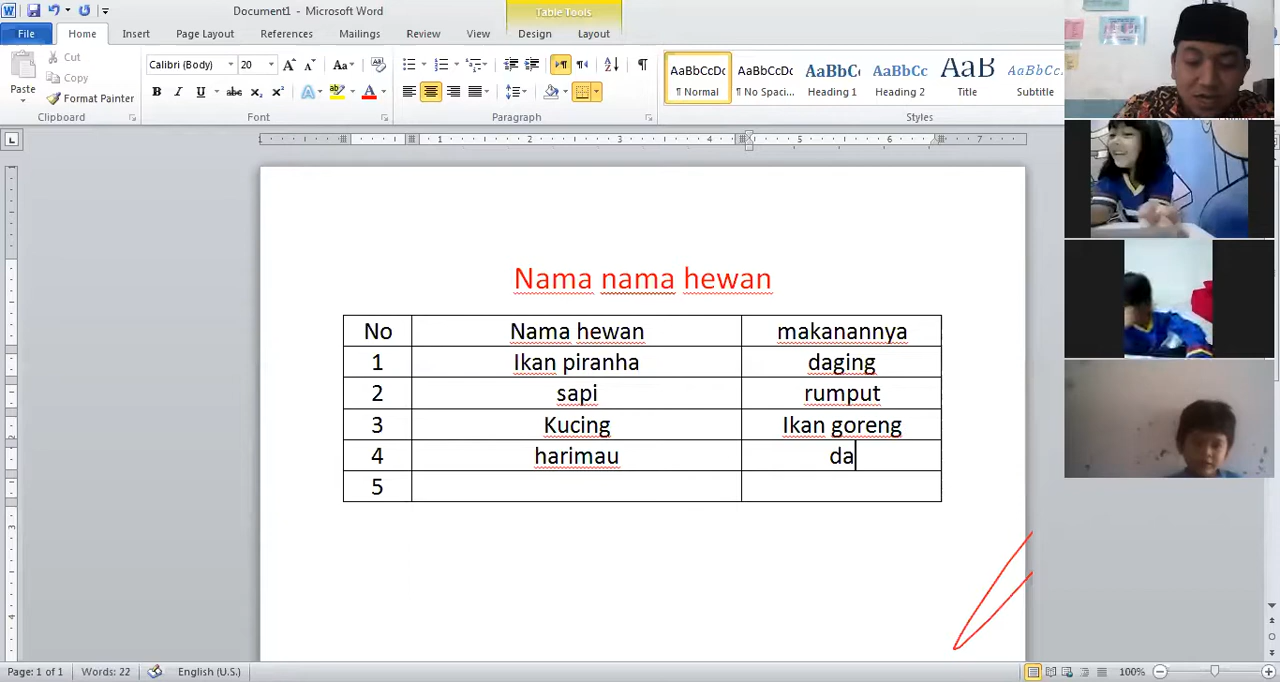 Document1 - Microsoft Word
Table Tools
File Home Insert Page Layout References Mailings Review View Design Layout
Cut
Copy
Format Painter
Paste
Clipboard
Calibri (Body) 20
Font
Paragraph
AaBbCcDc AaBbCcDc AaBbC AaBbCc AaB AaBbCcD
¶ Normal ¶ No Spaci... Heading 1 Heading 2 Title Subtitle
Styles
Nama nama hewan
No Nama hewan makanannya
1 Ikan piranha daging
2 sapi rumput
3 Kucing Ikan goreng
4 harimau da
5
Page: 1 of 1 Words: 22 English (U.S.) 100%